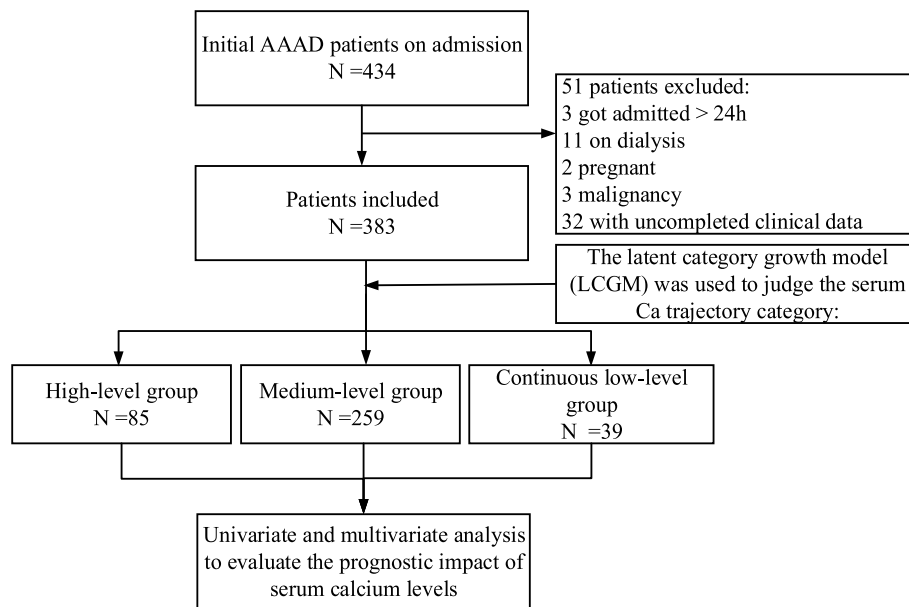 Initial AAAD patients on admission
N =434
51 patients excluded:
3 got admitted > 24h
11 on dialysis
2 pregnant
3 malignancy
32 with uncompleted clinical data
Patients included
N =383
The latent category growth model
(LCGM) was used to judge the serum
Ca trajectory category:
High-level group
N =85
Medium-level group
N =259
Continuous low-level
group
N =39
Univariate and multivariate analysis
to evaluate the prognostic impact of
serum calcium levels